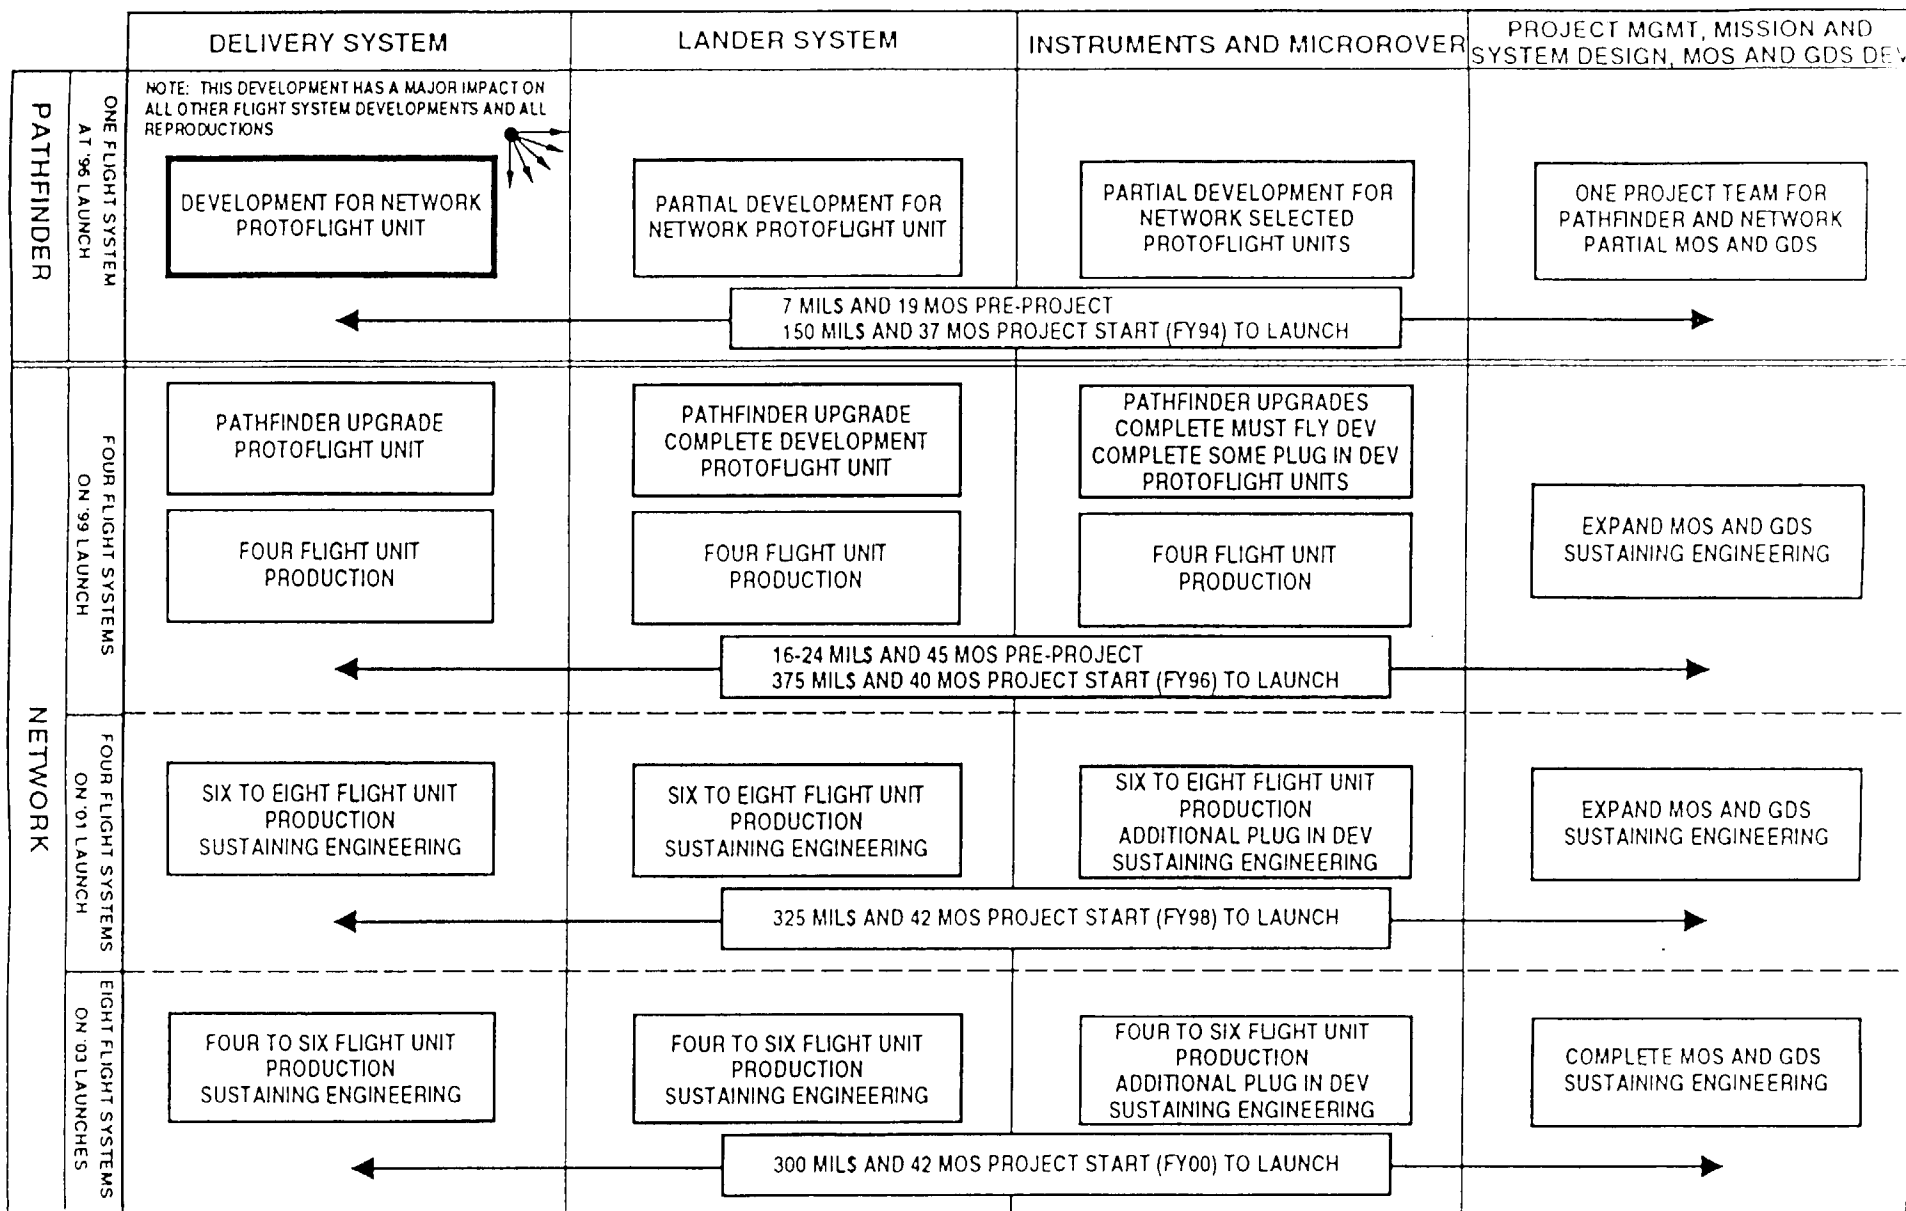 DELIVERY SYSTEM
LANDER SYSTEM
INSTRUMENTS AND MICROROVER
PROJECT MGMT, MISSION AND
SYSTEM DESIGN, MOS AND GDS DEV
PATHFINDER
ONE FLIGHT SYSTEM
AT '96 LAUNCH
NOTE: THIS DEVELOPMENT HAS A MAJOR IMPACT ON
ALL OTHER FLIGHT SYSTEM DEVELOPMENTS AND ALL
REPRODUCTIONS
DEVELOPMENT FOR NETWORK
PROTOFLIGHT UNIT
PARTIAL DEVELOPMENT FOR
NETWORK PROTOFLIGHT UNIT
PARTIAL DEVELOPMENT FOR
NETWORK SELECTED
PROTOFLIGHT UNITS
ONE PROJECT TEAM FOR
PATHFINDER AND NETWORK
PARTIAL MOS AND GDS
7 MIL$ AND 19 MOS PRE-PROJECT
150 MIL$ AND 37 MOS PROJECT START (FY94) TO LAUNCH
NETWORK
FOUR FLIGHT SYSTEMS
ON '99 LAUNCH
PATHFINDER UPGRADE
PROTOFLIGHT UNIT
PATHFINDER UPGRADE
COMPLETE DEVELOPMENT
PROTOFLIGHT UNIT
PATHFINDER UPGRADES
COMPLETE MUST FLY DEV
COMPLETE SOME PLUG IN DEV
PROTOFLIGHT UNITS
FOUR FLIGHT UNIT
PRODUCTION
FOUR FLIGHT UNIT
PRODUCTION
FOUR FLIGHT UNIT
PRODUCTION
EXPAND MOS AND GDS
SUSTAINING ENGINEERING
16-24 MIL$ AND 45 MOS PRE-PROJECT
375 MIL$ AND 40 MOS PROJECT START (FY96) TO LAUNCH
FOUR FLIGHT SYSTEMS
ON '01 LAUNCH
SIX TO EIGHT FLIGHT UNIT
PRODUCTION
SUSTAINING ENGINEERING
SIX TO EIGHT FLIGHT UNIT
PRODUCTION
SUSTAINING ENGINEERING
SIX TO EIGHT FLIGHT UNIT
PRODUCTION
ADDITIONAL PLUG IN DEV
SUSTAINING ENGINEERING
EXPAND MOS AND GDS
SUSTAINING ENGINEERING
325 MIL$ AND 42 MOS PROJECT START (FY98) TO LAUNCH
EIGHT FLIGHT SYSTEMS
ON '03 LAUNCHES
FOUR TO SIX FLIGHT UNIT
PRODUCTION
SUSTAINING ENGINEERING
FOUR TO SIX FLIGHT UNIT
PRODUCTION
SUSTAINING ENGINEERING
FOUR TO SIX FLIGHT UNIT
PRODUCTION
ADDITIONAL PLUG IN DEV
SUSTAINING ENGINEERING
COMPLETE MOS AND GDS
SUSTAINING ENGINEERING
300 MIL$ AND 42 MOS PROJECT START (FY00) TO LAUNCH